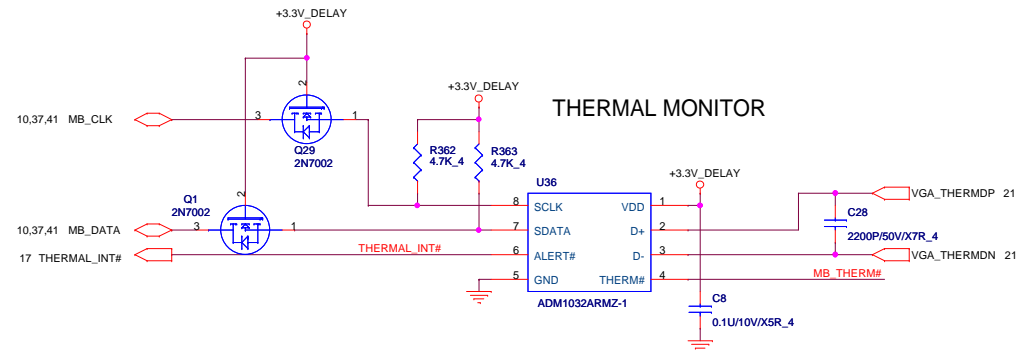 +3.3V_DELAY
+3.3V_DELAY
THERMAL MONITOR
2
10,37,41 MB_CLK
3
1
Q29
2N7002
R362
4.7K_4
R363
4.7K_4
+3.3V_DELAY
U36
Q1
2N7002
2
8 SCLK VDD 1
VGA_THERMDP 21
10,37,41 MB_DATA
3
1
7 SDATA D+ 2
C28
2200P/50V/X7R_4
17 THERMAL_INT#
THERMAL_INT#
6 ALERT# D- 3
VGA_THERMDN 21
5 GND THERM# 4
MB_THERM#
ADM1032ARMZ-1
C8
0.1U/10V/X5R_4